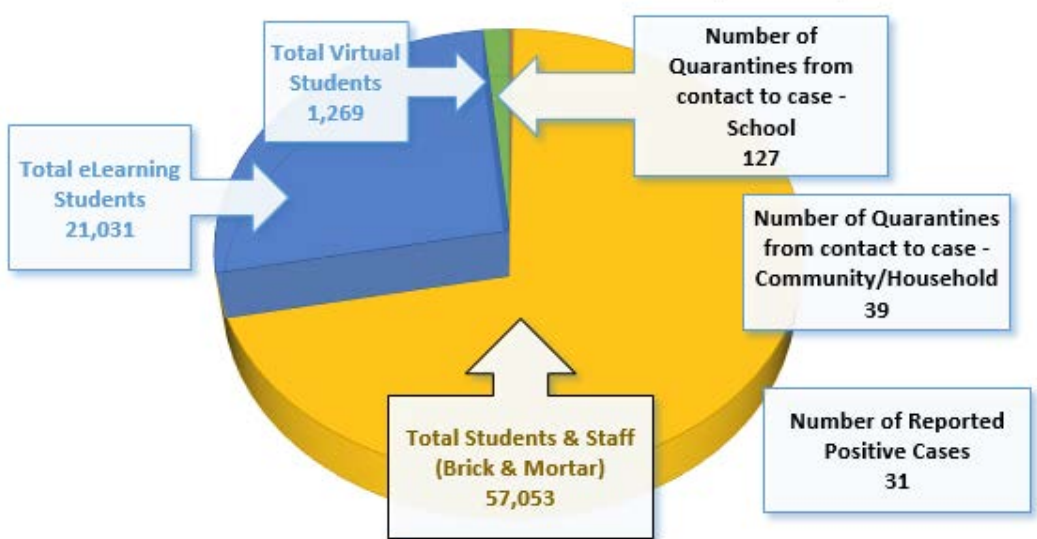 Total Virtual
Students
1,269
Number of
Quarantines from
contact to case -
School
127
Total eLearning
Students
21,031
Number of Quarantines
from contact to case -
Community/Household
39
Total Students & Staff
(Brick & Mortar)
57,053
Number of Reported
Positive Cases
31